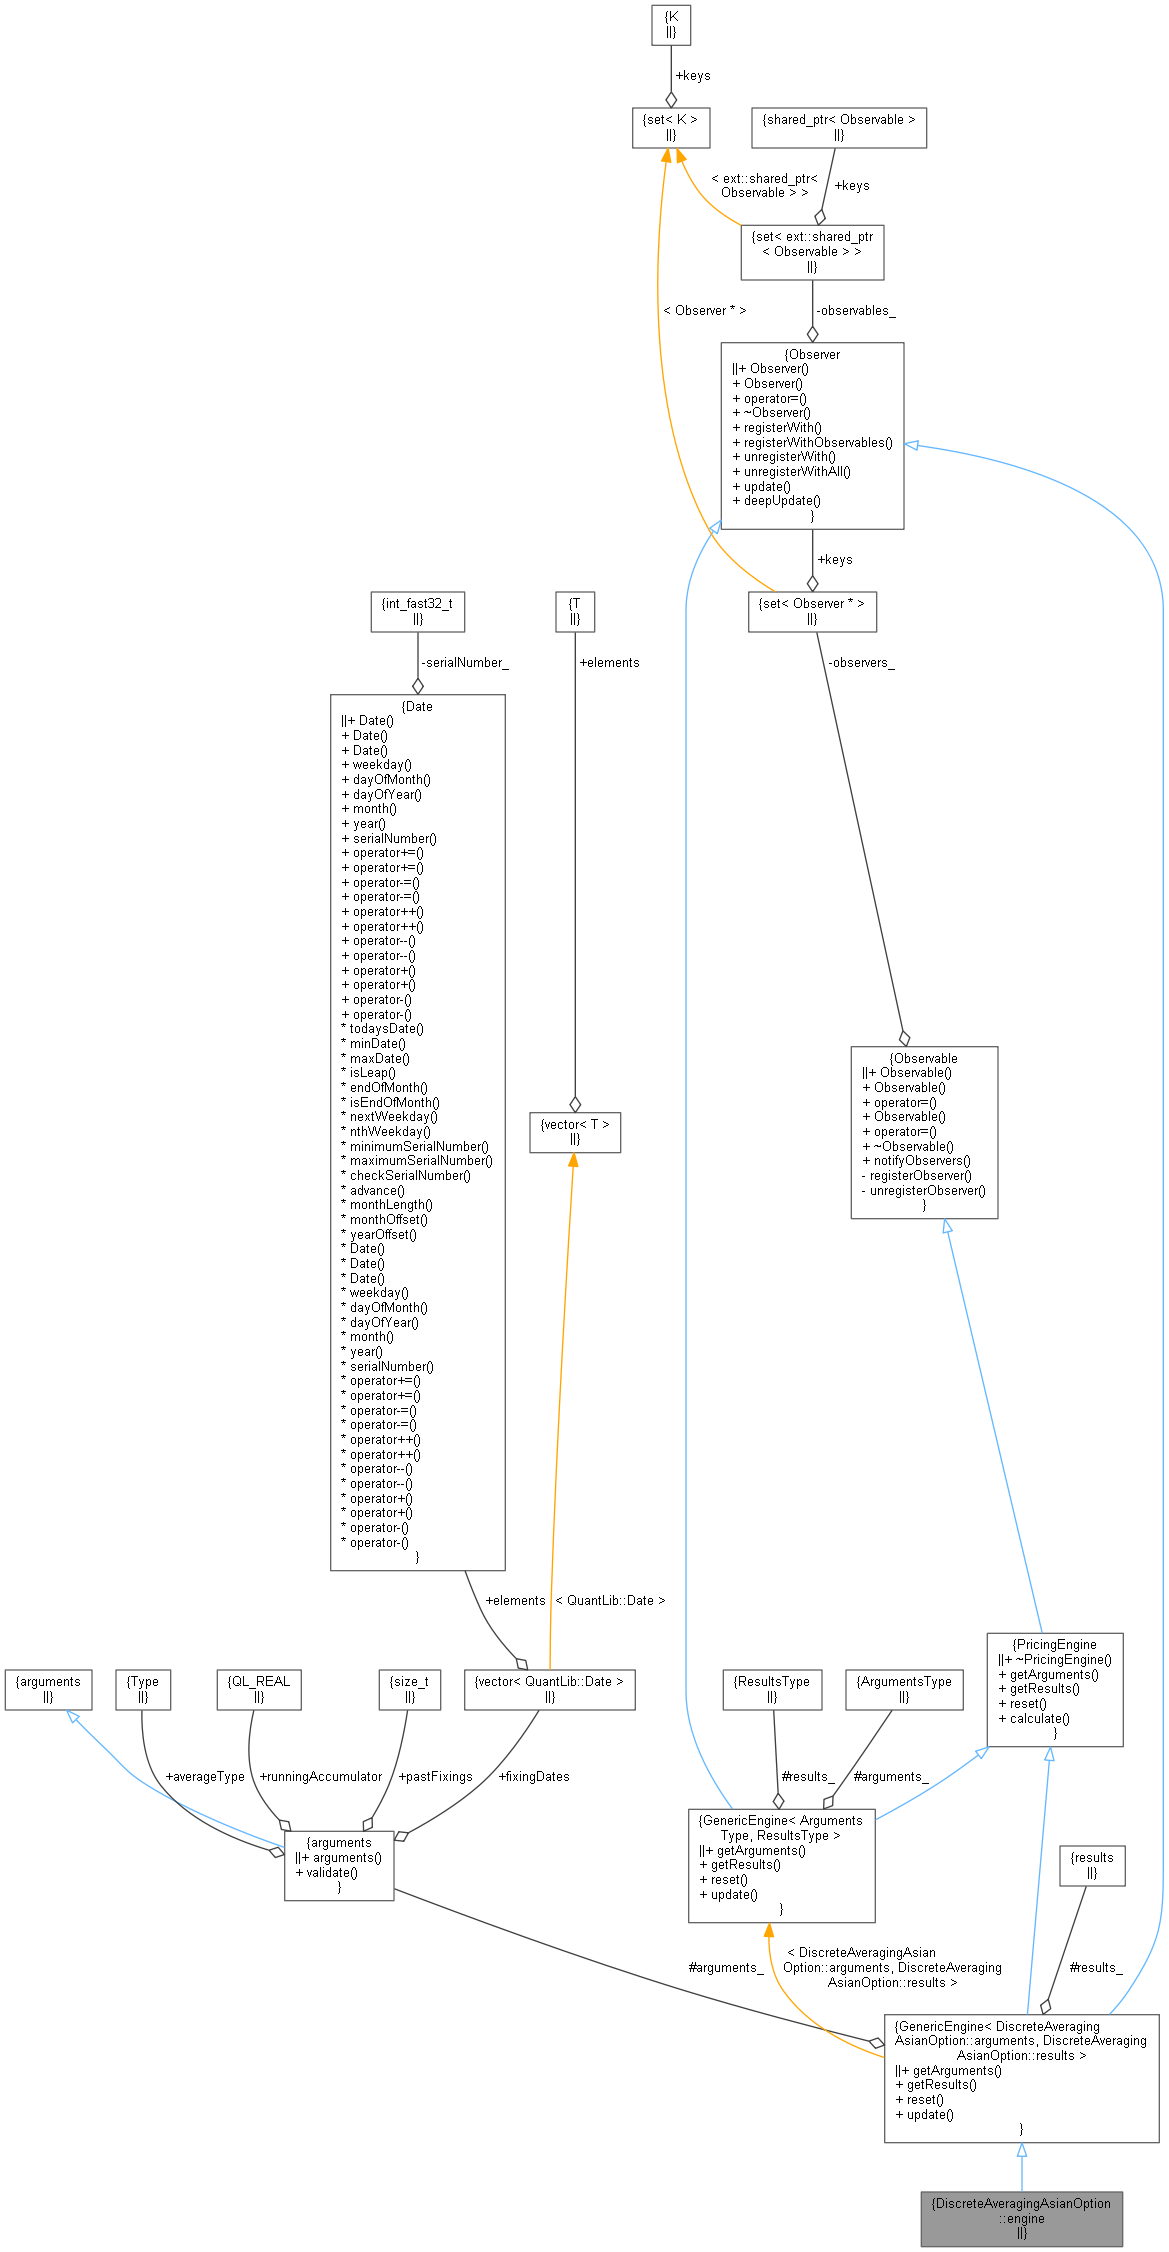 {K
||}
+keys
{set< K >
||}
{shared_ptr< Observable >
||}
< ext::shared_ptr<
Observable > >
+keys
{set< ext::shared_ptr
< Observable > >
||}
< Observer * >
-observables_
{Observer
||+ Observer()
+ Observer()
+ operator=()
+ ~Observer()
+ registerWith()
+ registerWithObservables()
+ unregisterWith()
+ unregisterWithAll()
+ update()
+ deepUpdate()
}
+keys
{int_fast32_t
||}
{T
||}
{set< Observer * >
||}
-serialNumber_
+elements
-observers_
{Date
||+ Date()
+ Date()
+ Date()
+ weekday()
+ dayOfMonth()
+ dayOfYear()
+ month()
+ year()
+ serialNumber()
+ operator+=()
+ operator+=()
+ operator-=()
+ operator-=()
+ operator++()
+ operator++()
+ operator--()
+ operator--()
+ operator+()
+ operator+()
+ operator-()
+ operator-()
* todaysDate()
* minDate()
* maxDate()
* isLeap()
* endOfMonth()
* isEndOfMonth()
* nextWeekday()
* nthWeekday()
* minimumSerialNumber()
* maximumSerialNumber()
* checkSerialNumber()
* advance()
* monthLength()
* monthOffset()
* yearOffset()
* Date()
* Date()
* Date()
* weekday()
* dayOfMonth()
* dayOfYear()
* month()
* year()
* serialNumber()
* operator+=()
* operator+=()
* operator-=()
* operator-=()
* operator++()
* operator++()
* operator--()
* operator--()
* operator+()
* operator+()
* operator-()
* operator-()
}
{vector< T >
||}
{Observable
||+ Observable()
+ Observable()
+ operator=()
+ Observable()
+ operator=()
+ ~Observable()
+ notifyObservers()
- registerObserver()
- unregisterObserver()
}
+elements
< QuantLib::Date >
{PricingEngine
||+ ~PricingEngine()
+ getArguments()
+ getResults()
+ reset()
+ calculate()
}
{arguments
||}
{Type
||}
{QL_REAL
||}
{size_t
||}
{vector< QuantLib::Date >
||}
{ResultsType
||}
{ArgumentsType
||}
+averageType
+runningAccumulator
+pastFixings
+fixingDates
#results_
#arguments_
{arguments
||+ arguments()
+ validate()
}
{GenericEngine< Arguments
Type, ResultsType >
||+ getArguments()
+ getResults()
+ reset()
+ update()
}
{results
||}
#arguments_
< DiscreteAveragingAsian
Option::arguments, DiscreteAveraging
AsianOption::results >
#results_
{GenericEngine< DiscreteAveraging
AsianOption::arguments, DiscreteAveraging
AsianOption::results >
||+ getArguments()
+ getResults()
+ reset()
+ update()
}
{DiscreteAveragingAsianOption
::engine
||}